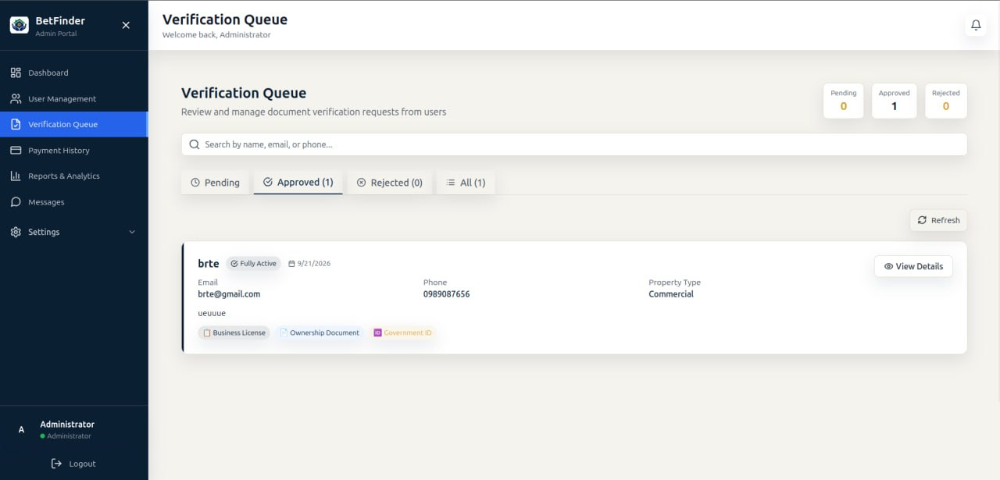 BetFinder
Admin Portal
Dashboard
User Management
Verification Queue
Payment History
Reports & Analytics
Messages
Settings
A
Administrator
Administrator
Logout
Verification Queue
Welcome back, Administrator
Verification Queue
Review and manage document verification requests from users
Pending
0
Approved
1
Rejected
0
Search by name, email, or phone...
Pending
Approved (1)
Rejected (0)
All (1)
Refresh
brte
Fully Active
9/21/2026
View Details
Email
brte@gmail.com
Phone
0989087656
Property Type
Commercial
ueuuue
Business License
Ownership Document
ID Government ID